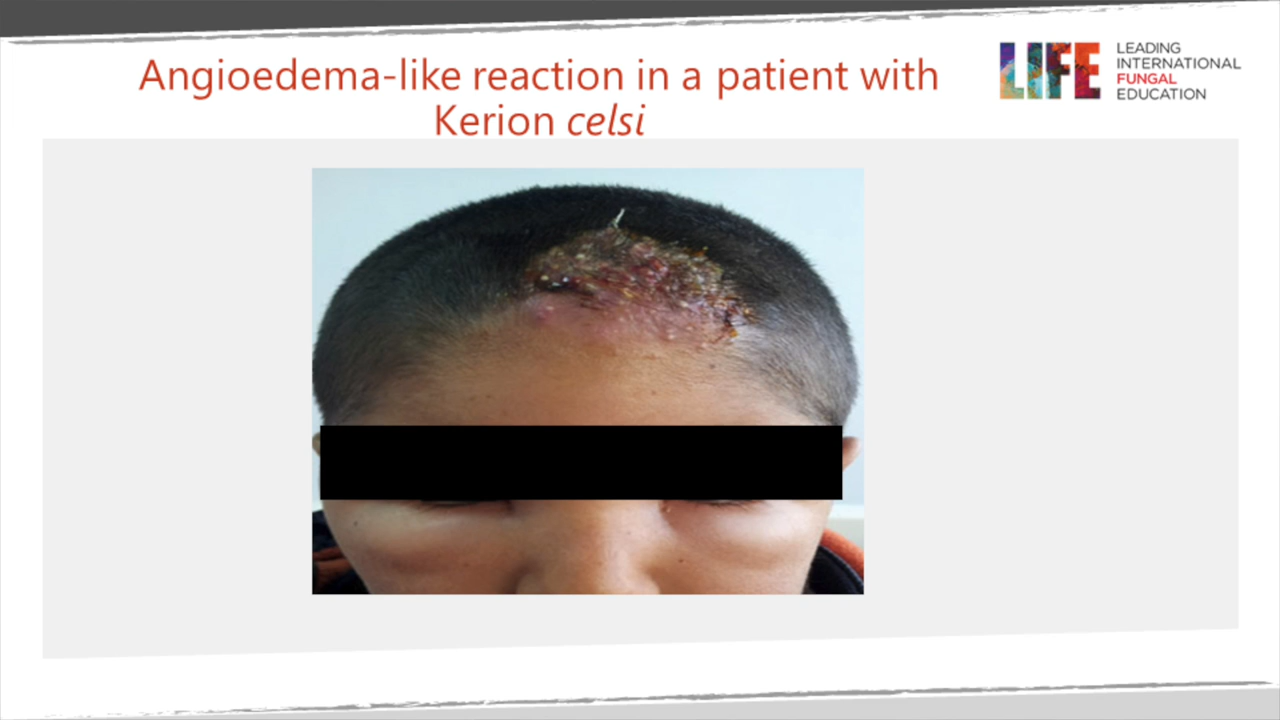 Angioedema-like reaction in a patient with
Kerion celsi
LIFE
LEADING
INTERNATIONAL
FUNGAL
EDUCATION